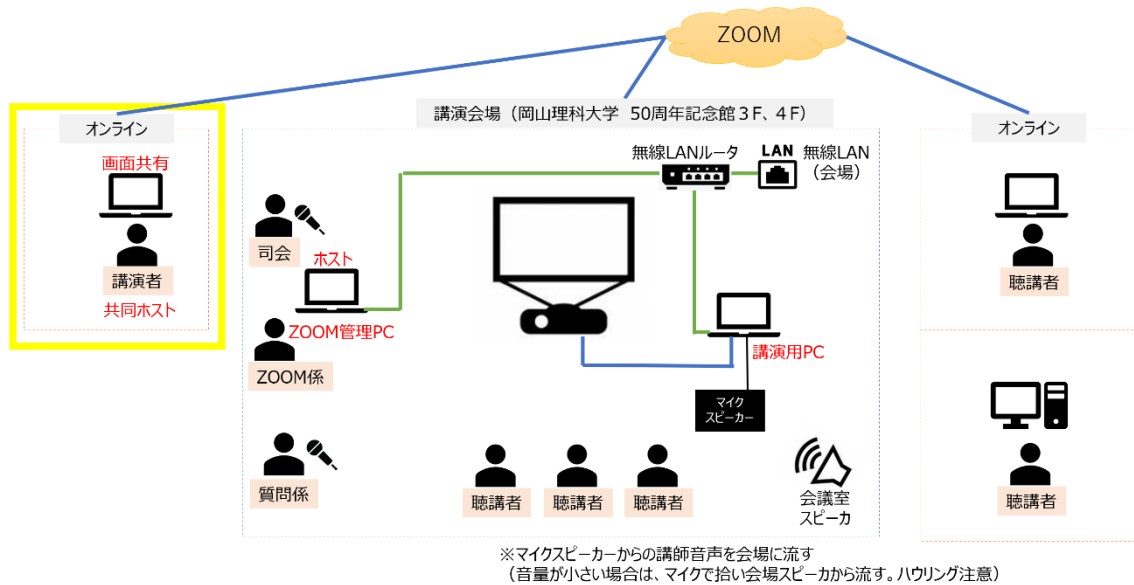 ZOOM
オンライン
画面共有
講演者
共同ホスト
講演会場（岡山理科大学　50周年記念館３F、４F）
無線LANルータ
LAN
無線LAN
（会場）
司会
ホスト
ZOOM管理PC
ZOOM係
講演用PC
マイク
スピーカー
質問係
聴講者
聴講者
聴講者
会議室
スピーカ
オンライン
聴講者
聴講者
※マイクスピーカーからの講師音声を会場に流す
（音量が小さい場合は、マイクで拾い会場スピーカから流す。ハウリング注意）